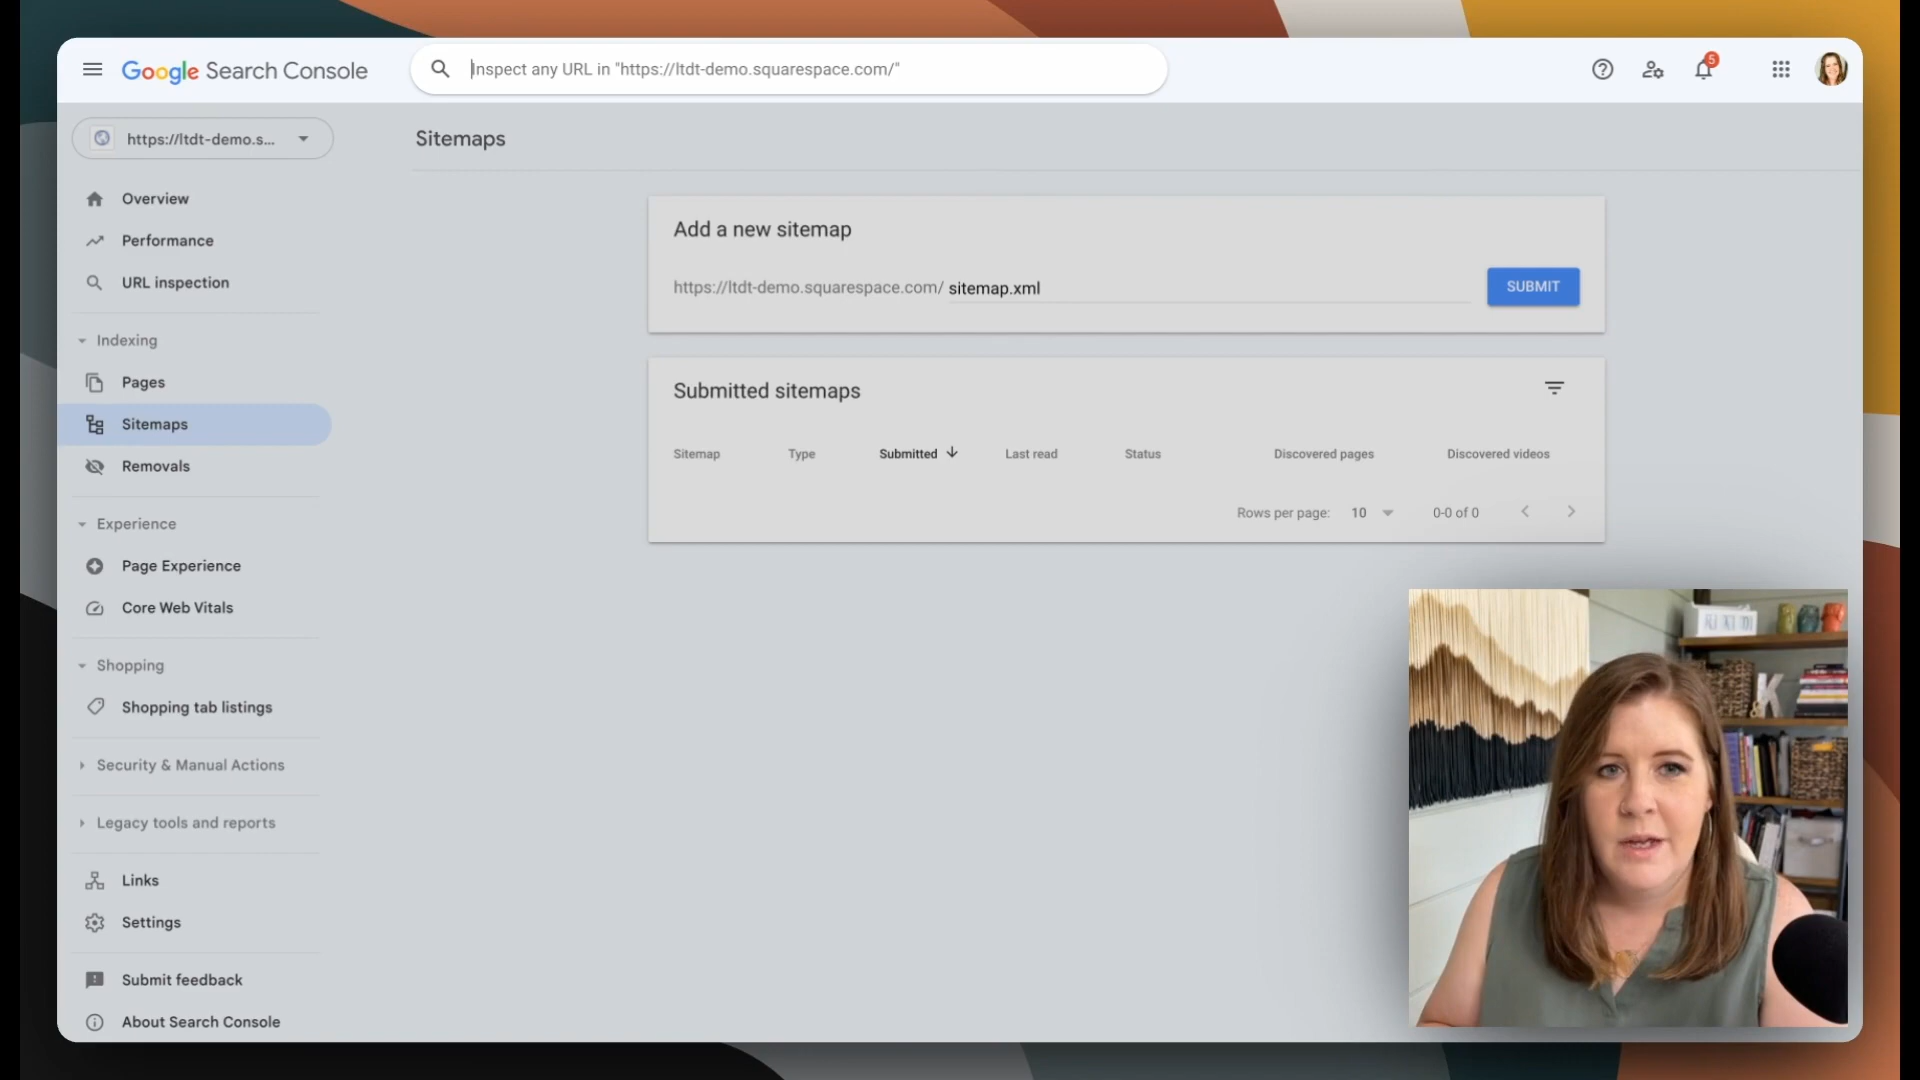 Google Search Console
Inspect any URL in "https://ltdt-demo.squarespace.com/"
5
https://ltdt-demo.s...
Sitemaps
Overview
Performance
URL inspection
Indexing
Pages
Sitemaps
Removals
Experience
Page Experience
Core Web Vitals
Shopping
Shopping tab listings
Security & Manual Actions
Legacy tools and reports
Links
Settings
Submit feedback
About Search Console
Add a new sitemap
https://ltdt-demo.squarespace.com/ sitemap.xml
SUBMIT
Submitted sitemaps
Sitemap Type Submitted Last read Status Discovered pages Discovered videos
Rows per page: 10 0-0 of 0
K